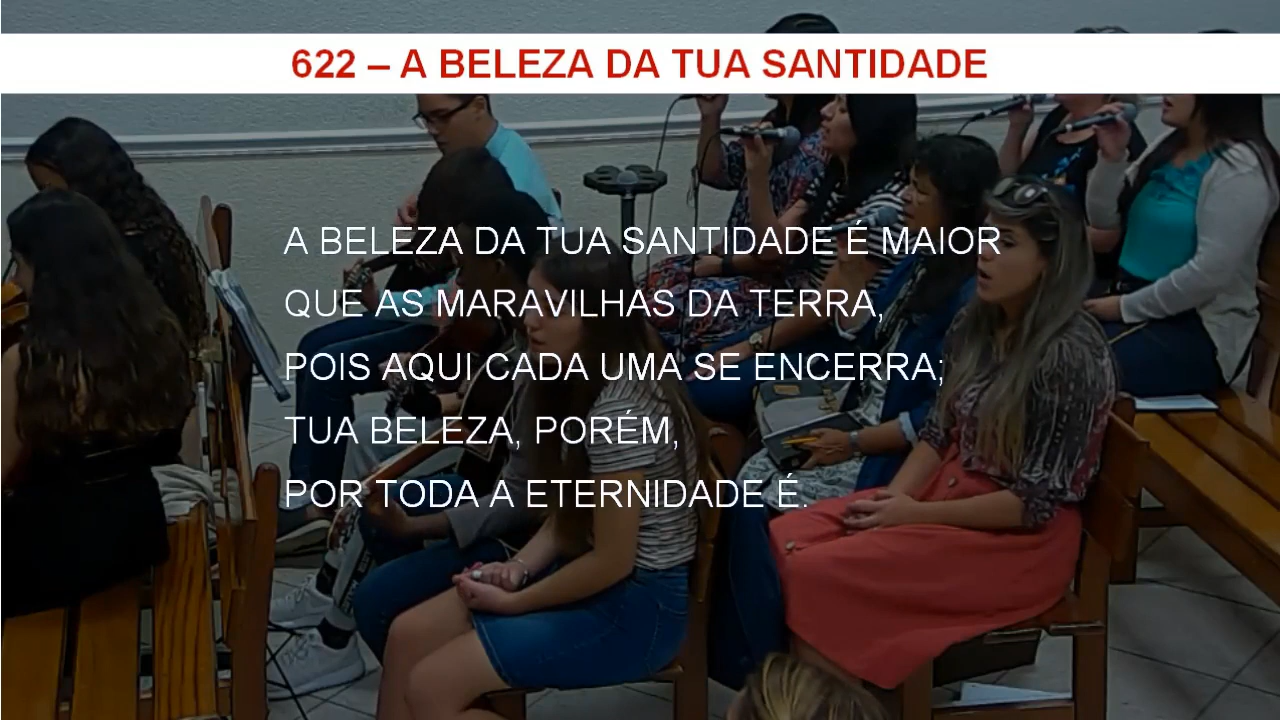 622 – A BELEZA DA TUA SANTIDADE
A BELEZA DA TUA SANTIDADE É MAIOR
QUE AS MARAVILHAS DA TERRA,
POIS AQUI CADA UMA SE ENCERRA;
TUA BELEZA, PORÉM,
POR TODA A ETERNIDADE É.